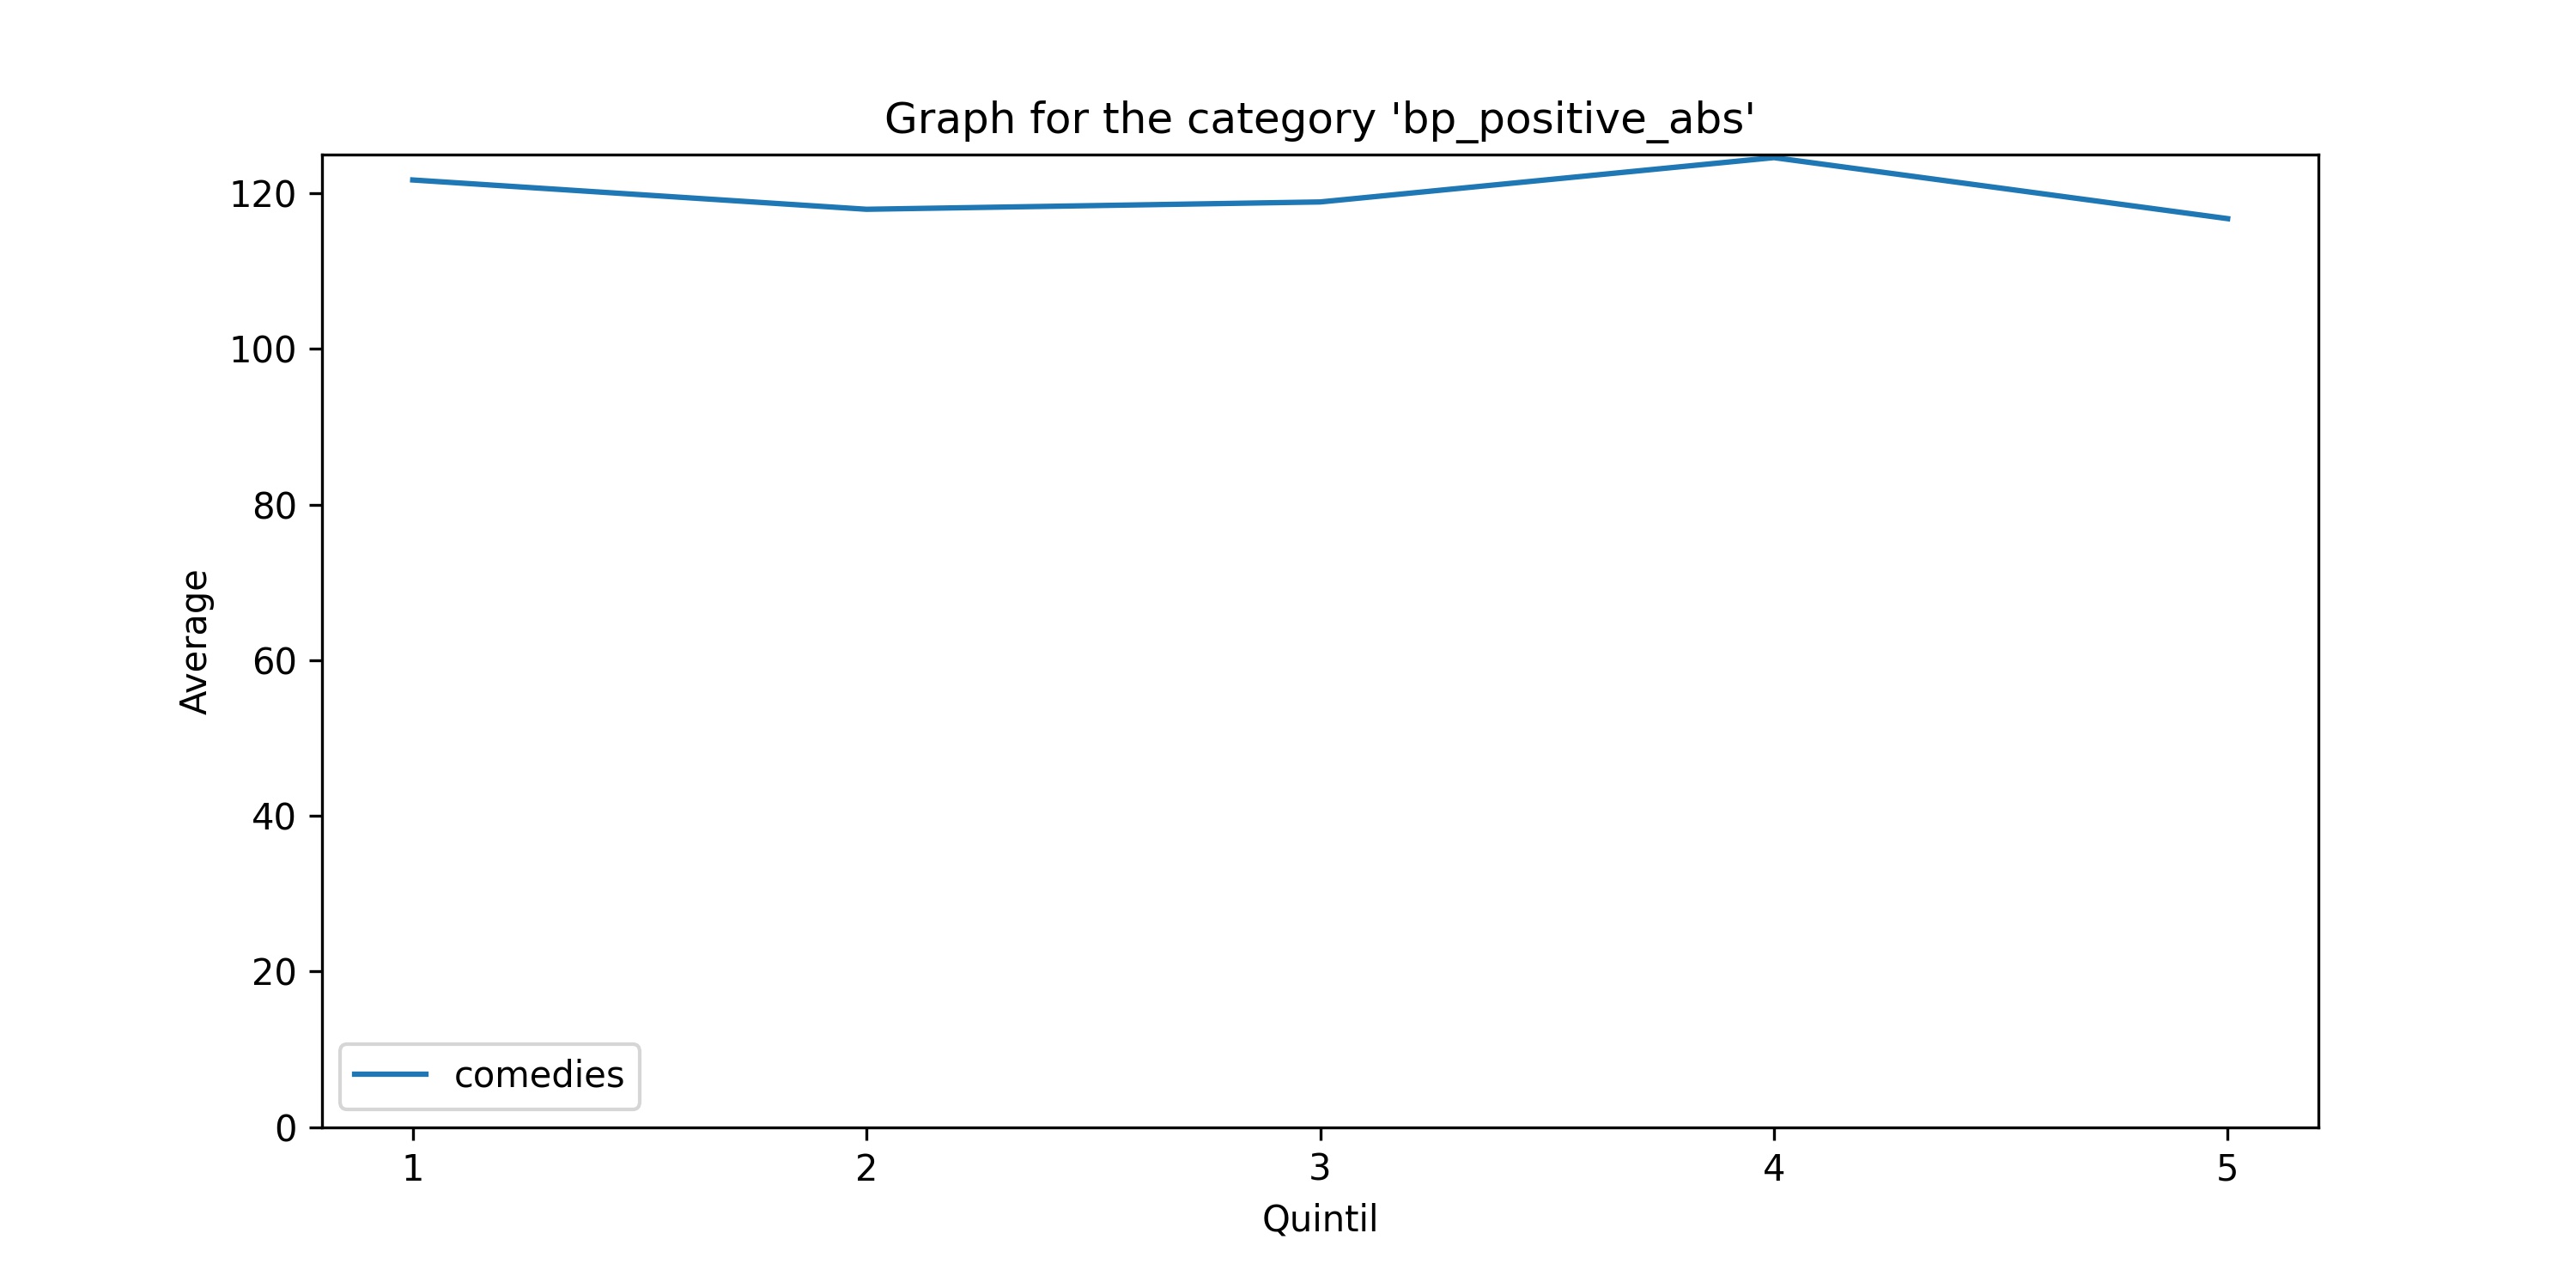 Graph for the category 'bp_positive_abs'
120
100
80
60
40
20
0
Average
comedies
1 2 3 4 5
Quintil